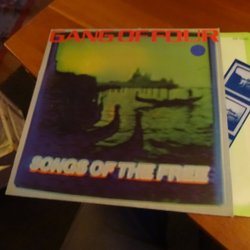 GANG OF FOUR
SONGS OF THE FREE